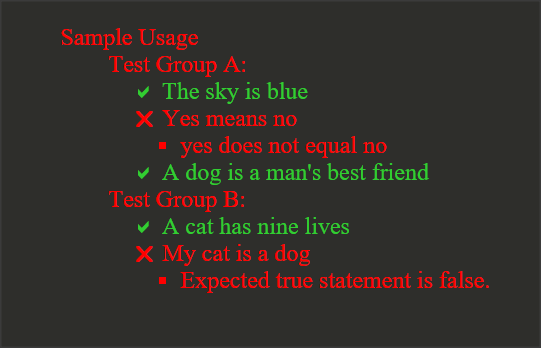 Sample Usage
Test Group A:
The sky is blue
Yes means no
yes does not equal no
A dog is a man's best friend
Test Group B:
A cat has nine lives
My cat is a dog
Expected true statement is false.